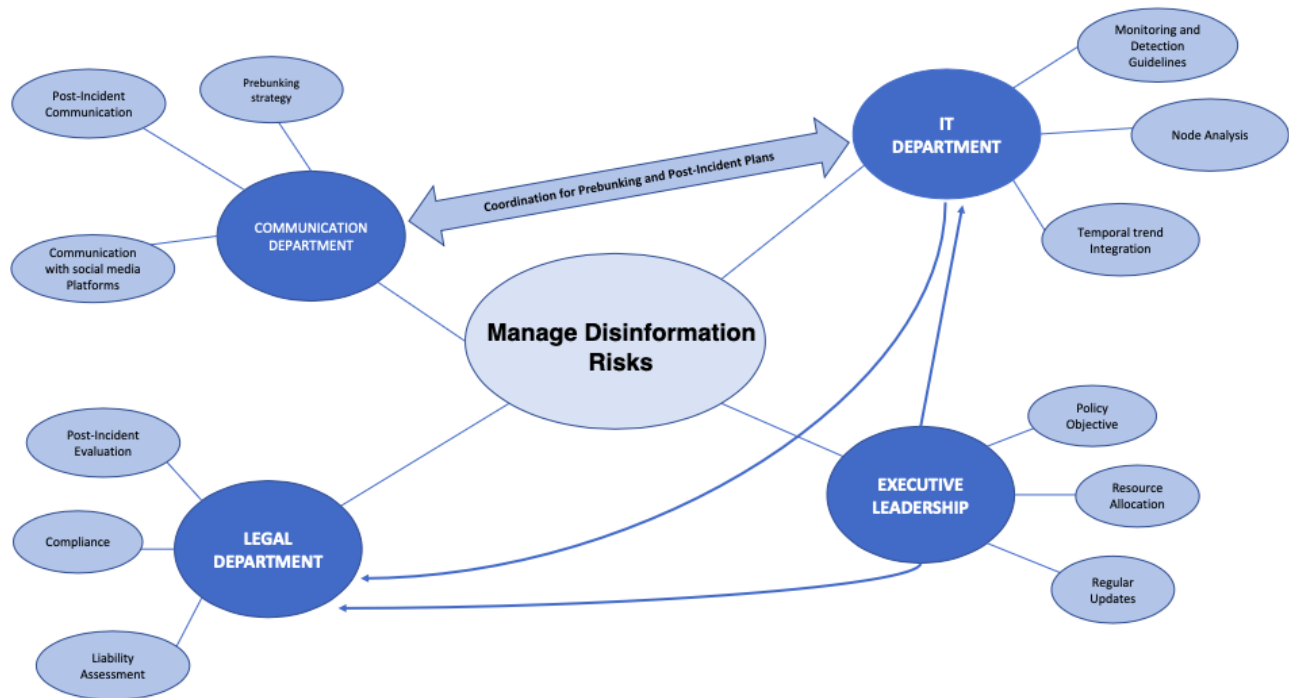 Post-Incident
Communication
Prebunking
strategy
COMMUNICATION
DEPARTMENT
Communication
with social media
Platforms
Coordination for Prebunking and Post-Incident Plans
IT
DEPARTMENT
Monitoring and
Detection
Guidelines
Node Analysis
Temporal trend
Integration
Manage Disinformation
Risks
Post-Incident
Evaluation
Compliance
LEGAL
DEPARTMENT
Liability
Assessment
EXECUTIVE
LEADERSHIP
Policy
Objective
Resource
Allocation
Regular
Updates